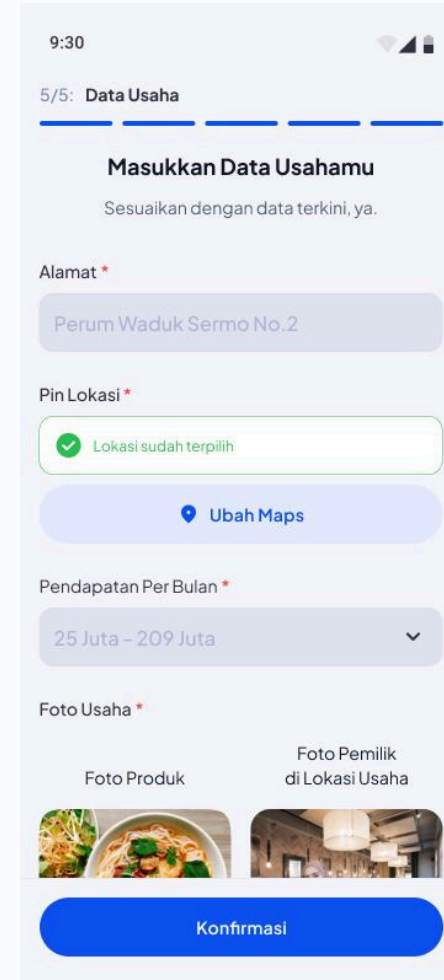 9:30
5/5: Data Usaha
Masukkan Data Usahamu
Sesuaikan dengan data terkini, ya.
Alamat *
Perum Waduk Sermo No.2
Pin Lokasi *
Lokasi sudah terpilih
Ubah Maps
Pendapatan Per Bulan *
25 Juta – 209 Juta
Foto Usaha *
Foto Produk
Foto Pemilik
di Lokasi Usaha
Konfirmasi